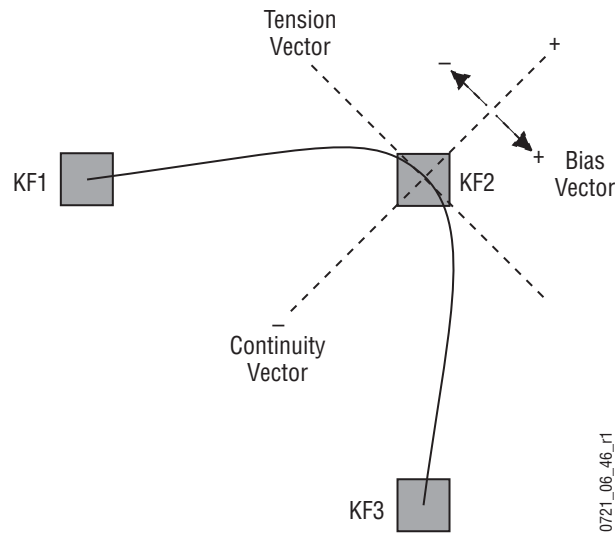 Tension
Vector
+
–
KF1
KF2
+
Bias
Vector
–
Continuity
Vector
KF3
0721_06_46_r1